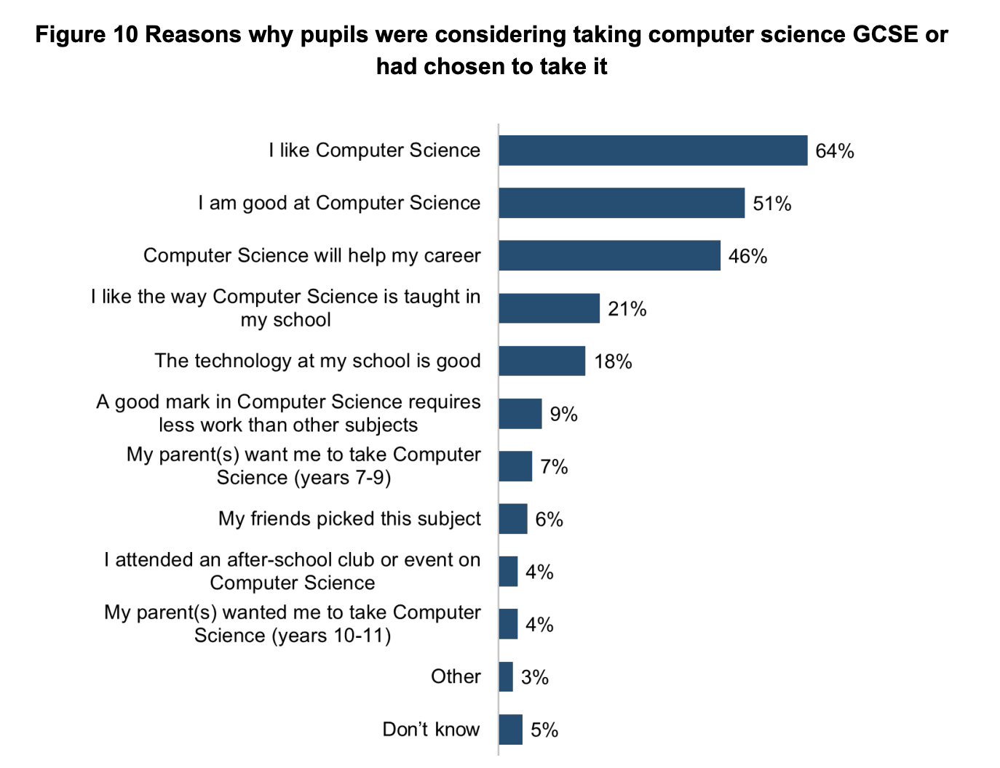 Figure 10 Reasons why pupils were considering taking computer science GCSE or
had chosen to take it
I like Computer Science 64%
I am good at Computer Science 51%
Computer Science will help my career 46%
I like the way Computer Science is taught in
my school 21%
The technology at my school is good 18%
A good mark in Computer Science requires
less work than other subjects 9%
My parent(s) want me to take Computer
Science (years 7-9) 7%
My friends picked this subject 6%
I attended an after-school club or event on
Computer Science 4%
My parent(s) wanted me to take Computer
Science (years 10-11) 4%
Other 3%
Don’t know 5%